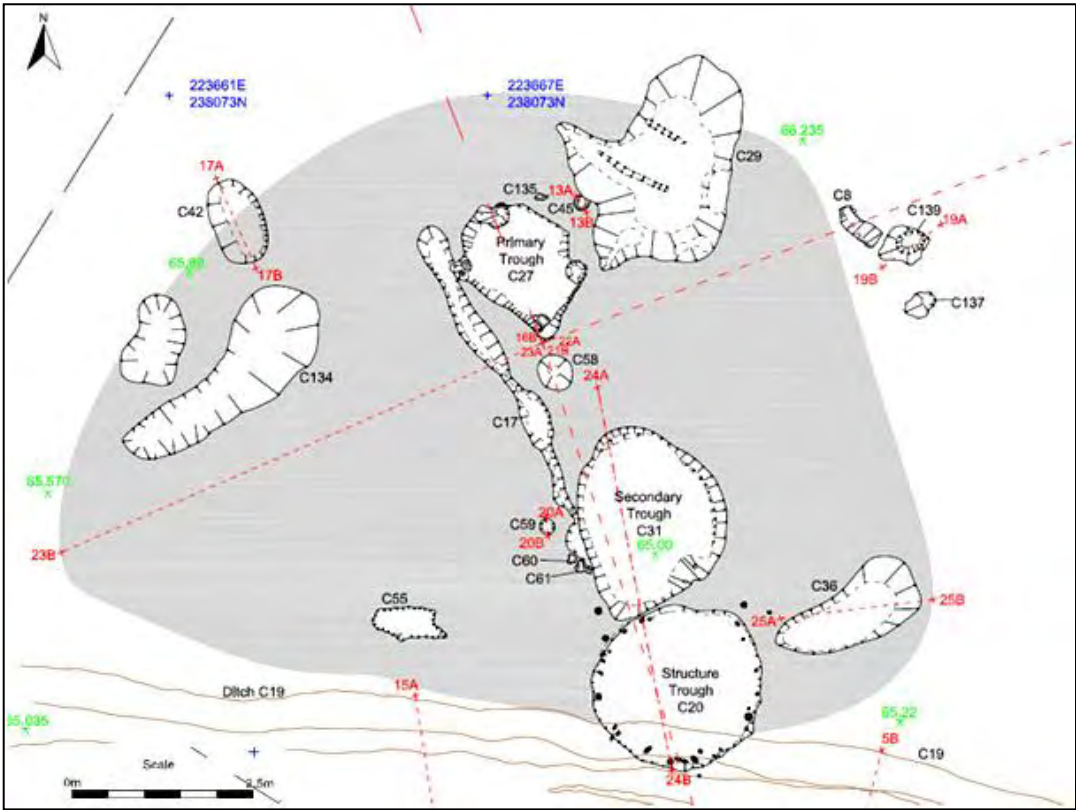 N
223661E
238073N
223667E
238073N
66.235
C29
17A
C42
C135
13A
C45
13B
C8
C139
19A
Primary
Trough
C27
65.89
17B
19B
C137
16B
22A
23A
21B
C58
C134
24A
C17
65.570
Secondary
Trough
C31
65.00
20A
C59
20B
C60
C61
23B
C36
25B
25A
C55
Structure
Trough
C20
Ditch C19
15A
65.035
65.22
5B
C19
Scale
0m
2.5m
24B